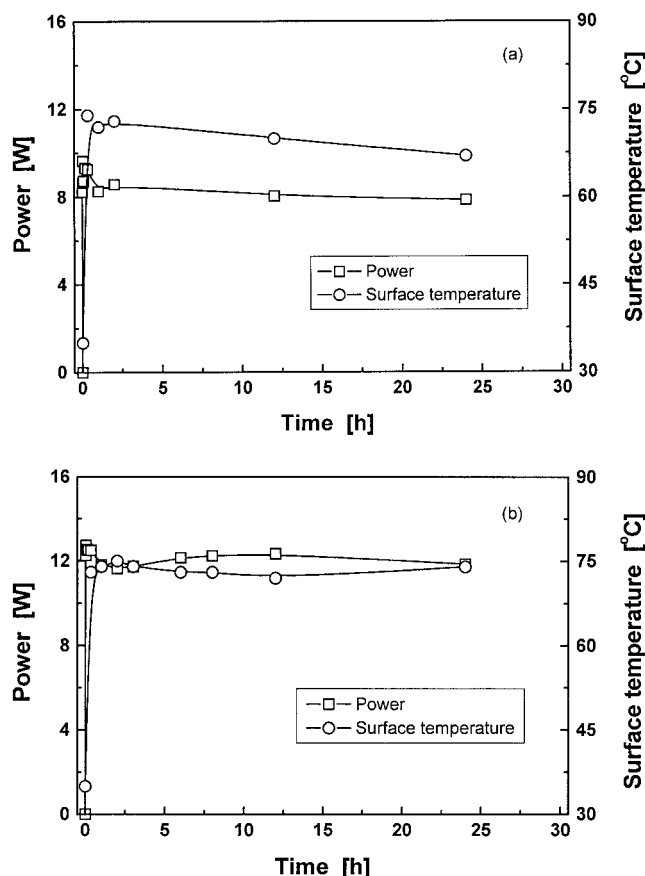 (a)
16
12
8
4
0
Power [W]
90
75
60
45
30
Surface temperature [°C]
Power
Surface temperature
0 5 10 15 20 25 30
Time [h]
(b)
16
12
8
4
0
Power [W]
90
75
60
45
30
Surface temperature [°C]
Power
Surface temperature
0 5 10 15 20 25 30
Time [h]